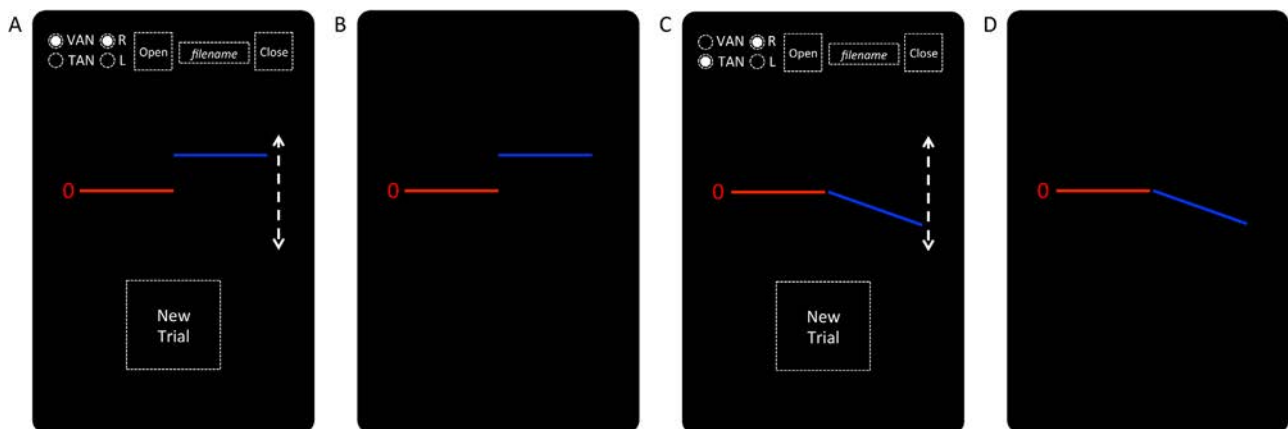 A
VAN R
TAN L
Open
filename
Close
0
New
Trial
B
0
C
VAN R
TAN L
Open
filename
Close
0
New
Trial
D
0